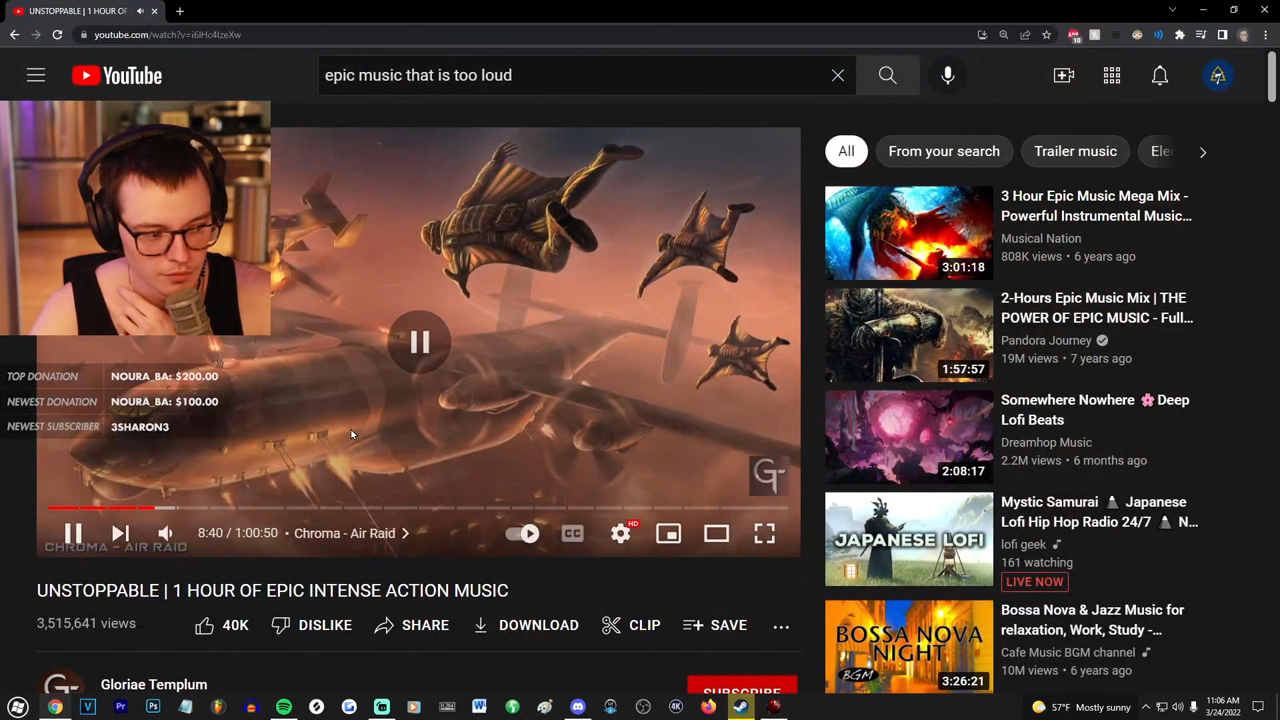 UNSTOPPABLE | 1 HOUR OF
youtube.com/watch?v=i6IHc4IzeXw
10
YouTube
epic music that is too loud
All
From your search
Trailer music
Ele
3 Hour Epic Music Mega Mix -
Powerful Instrumental Music...
Musical Nation
808K views • 6 years ago
3:01:18
2-Hours Epic Music Mix | THE
POWER OF EPIC MUSIC - Full...
Pandora Journey
19M views • 7 years ago
1:57:57
Somewhere Nowhere 🌸 Deep
Lofi Beats
Dreamhop Music
2.2M views • 6 months ago
2:08:17
Mystic Samurai Japanese
Lofi Hip Hop Radio 24/7 N...
lofi geek
161 watching
LIVE NOW
JAPANESE LOFI
Bossa Nova & Jazz Music for
relaxation, Work, Study -...
Cafe Music BGM channel
10M views • 6 years ago
BOSSA NOVA
NIGHT
BGM
3:26:21
TOP DONATION NOURA_BA: $200.00
NEWEST DONATION NOURA_BA: $100.00
NEWEST SUBSCRIBER 3SHARON3
GT
8:40 / 1:00:50 • Chroma - Air Raid
CC
HD
CHROMA - AIR RAID
UNSTOPPABLE | 1 HOUR OF EPIC INTENSE ACTION MUSIC
3,515,641 views
40K
DISLIKE
SHARE
DOWNLOAD
CLIP
SAVE
Gloriae Templum
SUBSCRIBE
57°F Mostly sunny
11:06 AM
3/24/2022